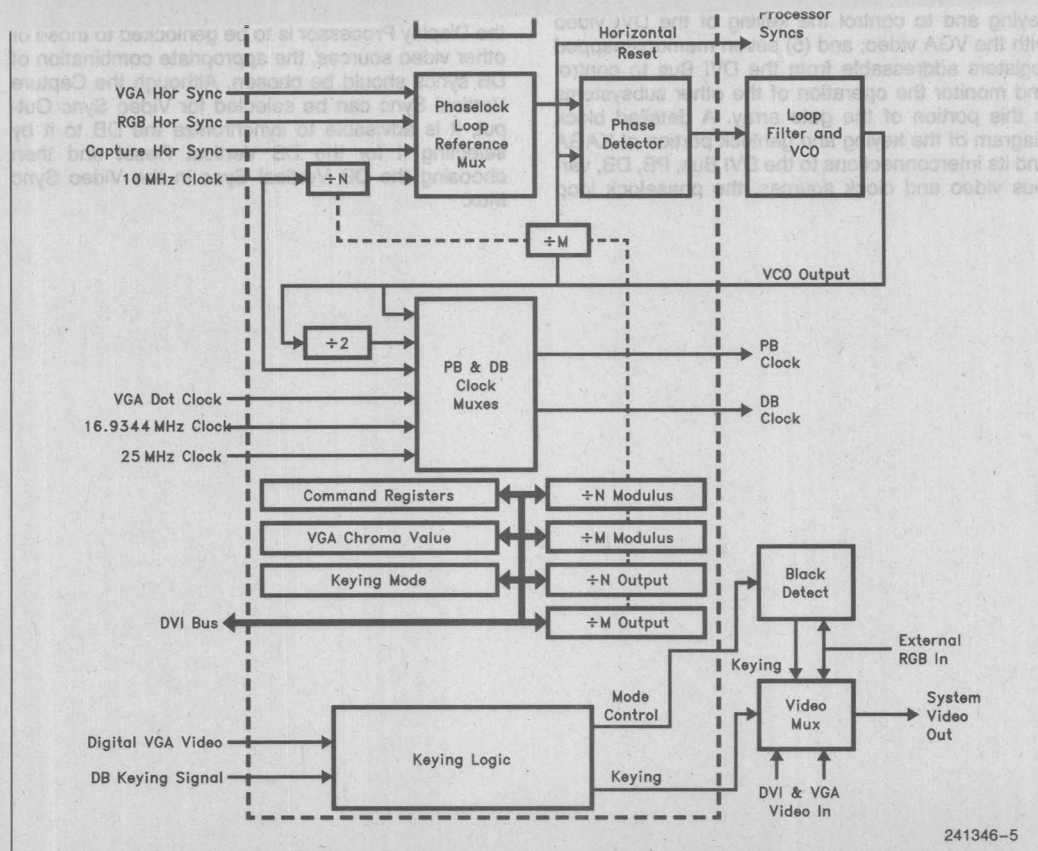 Processor
Horizontal
Reset
Syncs
VGA Hor Sync
RGB Hor Sync
Capture Hor Sync
10 MHz Clock
÷N
Phaselock
Loop
Reference
Mux
Phase
Detector
Loop
Filter and
VCO
÷M
VCO Output
÷2
PB & DB
Clock
Muxes
PB
Clock
DB
Clock
VGA Dot Clock
16.9344 MHz Clock
25 MHz Clock
Command Registers
÷N Modulus
VGA Chroma Value
÷M Modulus
Keying Mode
÷N Output
DVI Bus
÷M Output
Black
Detect
External
RGB In
Keying
Mode
Control
Video
Mux
System
Video
Out
Digital VGA Video
DB Keying Signal
Keying Logic
Keying
DVI & VGA
Video In
241346-5